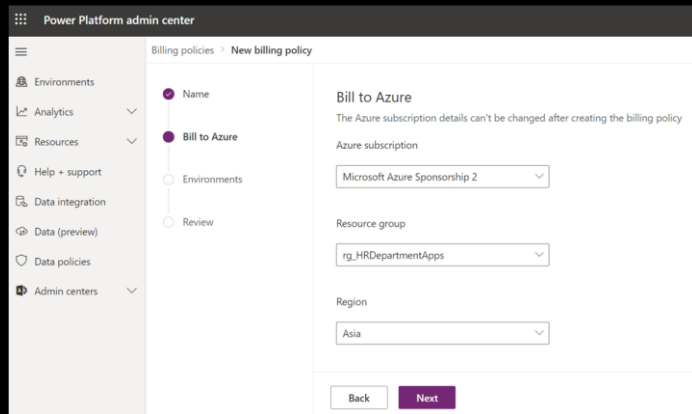 Power Platform admin center
Billing policies > New billing policy
Environments
Analytics
Resources
Help + support
Data integration
Data (preview)
Data policies
Admin centers
Name
Bill to Azure
Environments
Review
Bill to Azure
The Azure subscription details can't be changed after creating the billing policy
Azure subscription
Microsoft Azure Sponsorship 2
Resource group
rg_HRDepartmentApps
Region
Asia
Back
Next